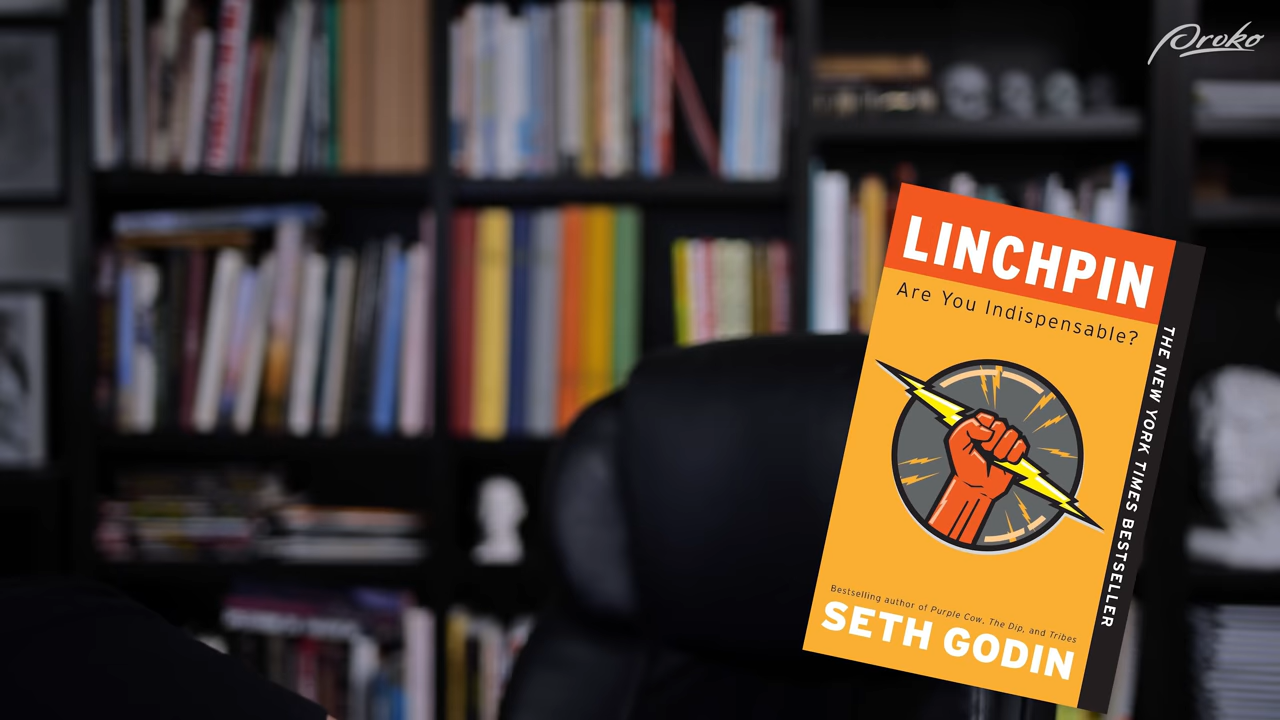 Proko
LINCHPIN
Are You Indispensable?
THE NEW YORK TIMES BESTSELLER
Bestselling author of Purple Cow, The Dip, and Tribes
SETH GODIN